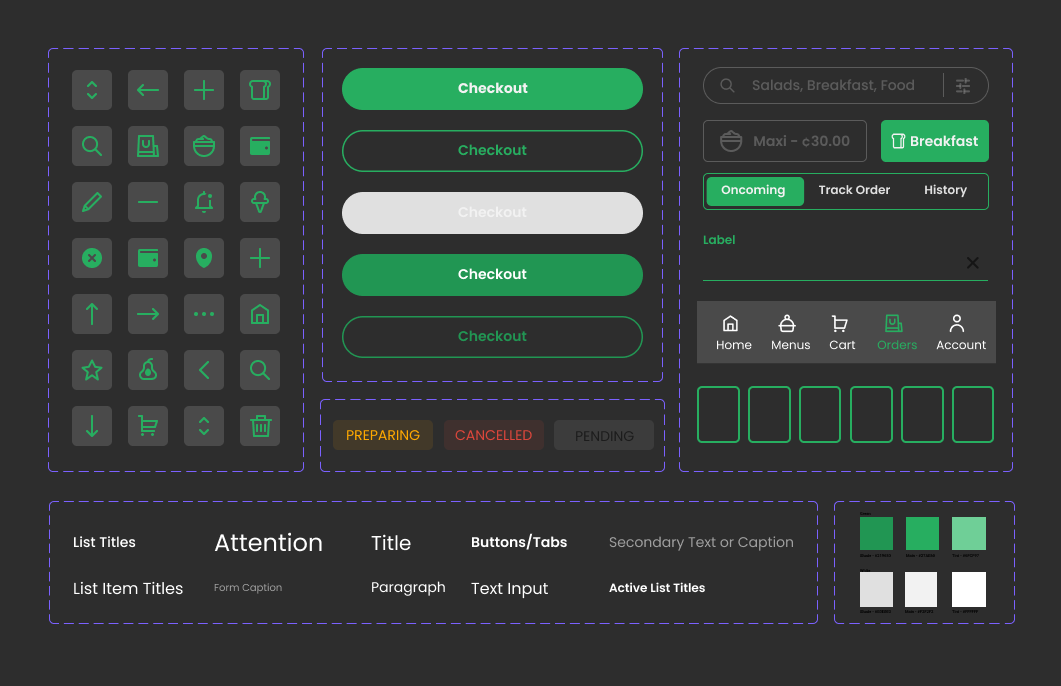 Checkout
Checkout
Checkout
Checkout
Checkout
PREPARING
CANCELLED
PENDING
Salads, Breakfast, Food
Maxi - ¢30.00
Breakfast
Oncoming
Track Order
History
Label
Home
Menus
Cart
Orders
Account
List Titles
Attention
Title
Buttons/Tabs
Secondary Text or Caption
List Item Titles
Form Caption
Paragraph
Text Input
Active List Titles